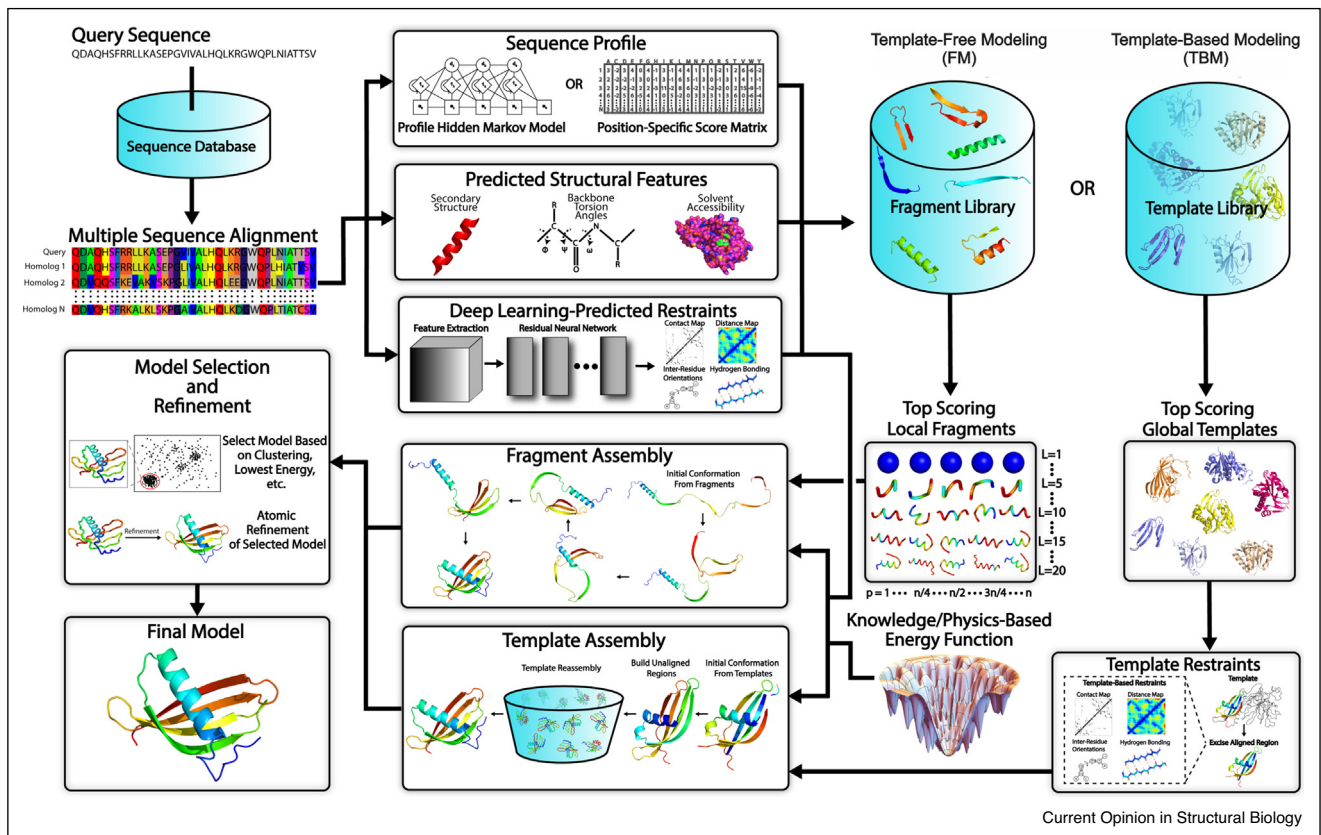 Query Sequence
QDAQHSFRRLLKASEPGVIVALHQLKRGWQPLNIATTSV
Sequence Database
Multiple Sequence Alignment
Query
QDAQHSFRRLLKASEPGVIVALHQLKRGWQPLNIATTSV
Homolog 1
Homolog 2
Homolog N
Sequence Profile
OR
Profile Hidden Markov Model
Position-Specific Score Matrix
Predicted Structural Features
Secondary
Structure
Backbone
Torsion
Angles
Solvent
Accessibility
R
C
N
C
C
O
R
Φ
Ψ
ω
Deep Learning-Predicted Restraints
Feature Extraction
Residual Neural Network
Contact Map
Distance Map
Inter-Residue
Orientations
Hydrogen Bonding
Template-Free Modeling
(FM)
Fragment Library
OR
Template-Based Modeling
(TBM)
Template Library
Top Scoring
Local Fragments
L=1
L=5
L=10
L=15
L=20
p = 1 ···· n/4 ···· n/2 ···· 3n/4 ···· n
Top Scoring
Global Templates
Model Selection
and
Refinement
Select Model Based
on Clustering,
Lowest Energy,
etc.
Refinement
Atomic
Refinement
of Selected Model
Final Model
Fragment Assembly
Initial Conformation
From Fragments
Template Assembly
Template Reassembly
Build Unaligned
Regions
Initial Conformation
From Templates
Knowledge/Physics-Based
Energy Function
Template Restraints
Template-Based Restraints
Contact Map
Distance Map
Inter-Residue
Orientations
Hydrogen Bonding
Template
Excise Aligned Region
Current Opinion in Structural Biology